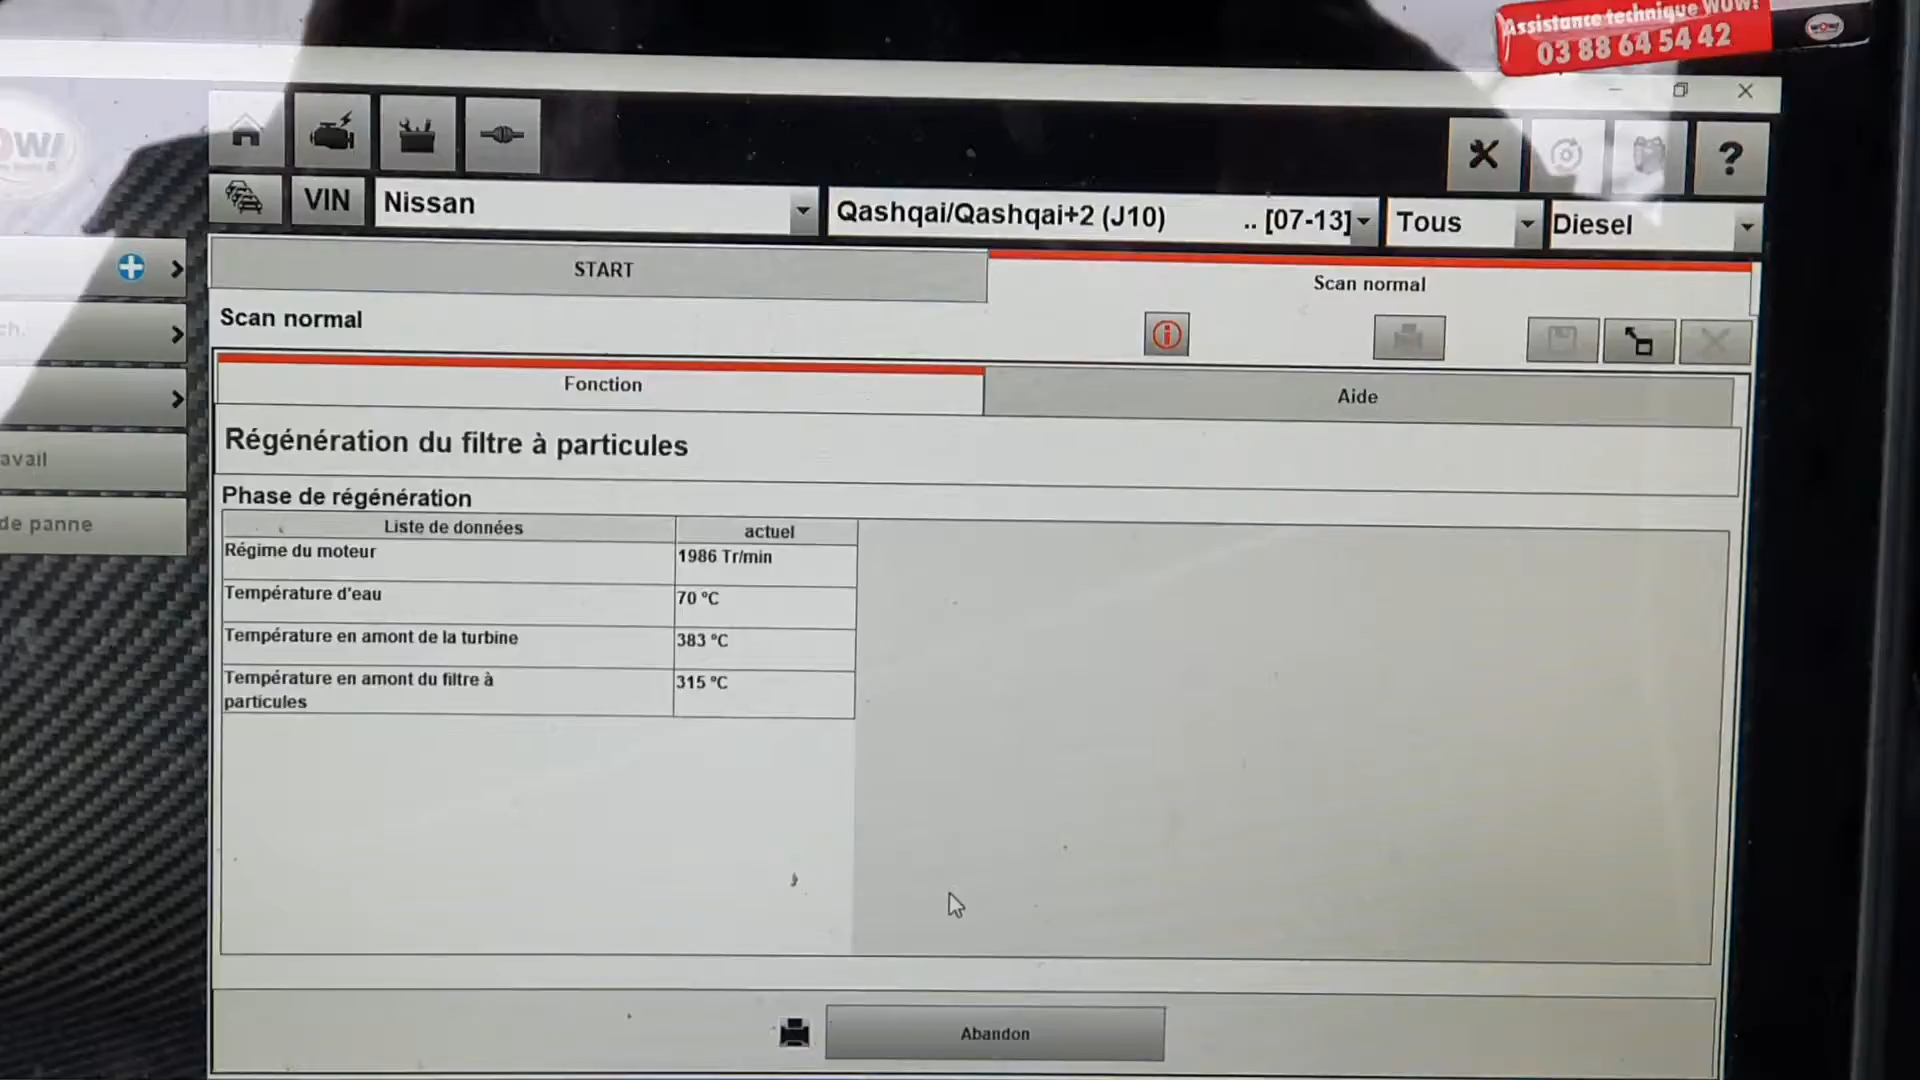 Assistance technique WOW!
03 88 64 54 42
VIN
Nissan
Qashqai/Qashqai+2 (J10) .. [07-13]
Tous
Diesel
START
Scan normal
Scan normal
Fonction
Aide
Régénération du filtre à particules
Phase de régénération
Liste de données
actuel
Régime du moteur
1986 Tr/min
Température d'eau
70 °C
Température en amont de la turbine
383 °C
Température en amont du filtre à
particules
315 °C
ch.
avail
de panne
Abandon
?